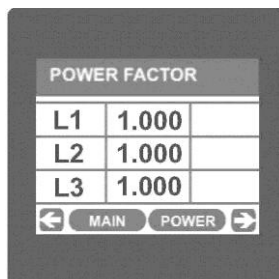 POWER FACTOR
L1 1.000
L2 1.000
L3 1.000
MAIN POWER